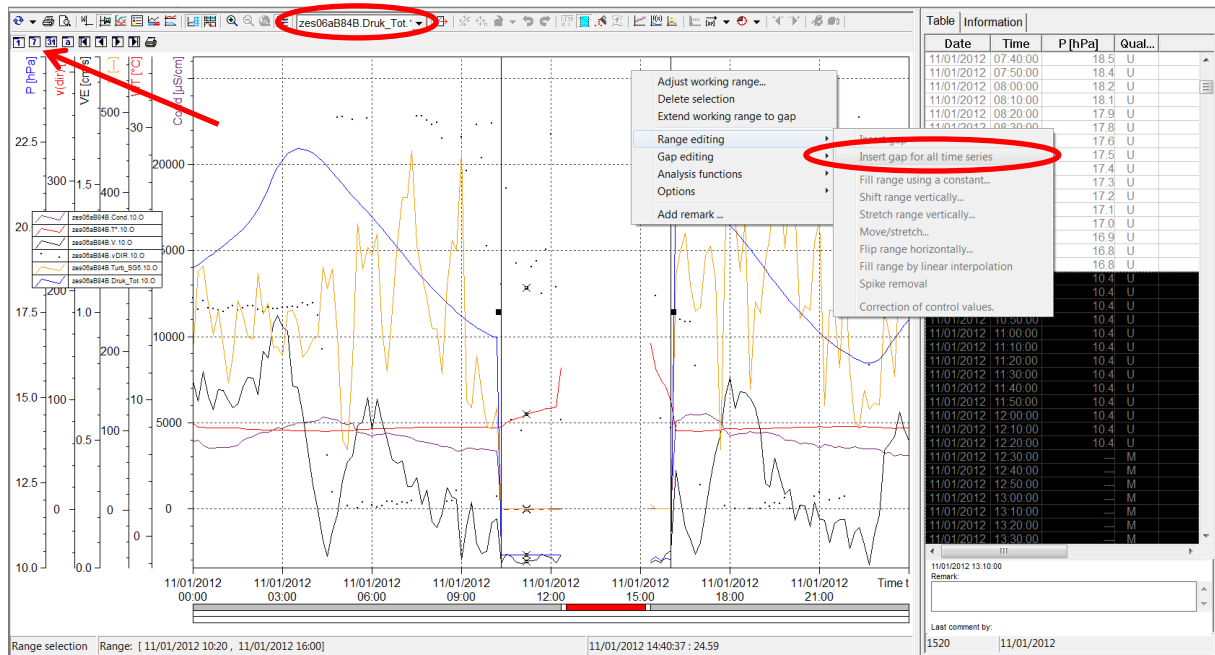 zes06aB84B.Druk_Tot.
1 7 31 a
P [hPa]
v(dir) [°]
VE [cm/s]
T [°C]
Cond [µS/cm]
22.5
20.
17.5
15.0
12.5
10.0
300
200
100
0
1.5
1.0
0.5
0.0
500
400
200
100
0
30
10
0
20000
5000
10000
5000
0
zes06aB84B.Cond.10.O
zes06aB84B.T*.10.O
zes06aB84B.V.10.O
zes06aB84B.vDIR.10.O
zes06aB84B.Turb_SG5.10.O
zes06aB84B.Druk_Tot.10.O
11/01/2012 11/01/2012 11/01/2012 11/01/2012 11/01/2012 11/01/2012 11/01/2012 11/01/2012 Time t
00:00 03:00 06:00 09:00 12:00 15:00 18:00 21:00
Adjust working range...
Delete selection
Extend working range to gap
Range editing
Gap editing
Analysis functions
Options
Add remark ...
Insert gap
Insert gap for all time series
Fill range using a constant...
Shift range vertically...
Stretch range vertically...
Move/stretch...
Flip range horizontally...
Fill range by linear interpolation
Spike removal
Correction of control values.
Table Information
Date Time P [hPa] Qual...
11/01/2012 07:40:00 18.5 U
11/01/2012 07:50:00 18.4 U
11/01/2012 08:00:00 18.2 U
11/01/2012 08:10:00 18.1 U
11/01/2012 08:20:00 17.9 U
11/01/2012 08:30:00 17.8 U
17.6 U
17.5 U
17.4 U
17.3 U
17.2 U
17.1 U
17.0 U
16.9 U
16.8 U
16.8 U
10.4 U
10.4 U
10.4 U
11/01/2012 10:50:00 10.4 U
11/01/2012 11:00:00 10.4 U
11/01/2012 11:10:00 10.4 U
11/01/2012 11:20:00 10.4 U
11/01/2012 11:30:00 10.4 U
11/01/2012 11:40:00 10.4 U
11/01/2012 11:50:00 10.4 U
11/01/2012 12:00:00 10.4 U
11/01/2012 12:10:00 10.4 U
11/01/2012 12:20:00 10.4 U
11/01/2012 12:30:00 --- M
11/01/2012 12:40:00 --- M
11/01/2012 12:50:00 --- M
11/01/2012 13:00:00 --- M
11/01/2012 13:10:00 --- M
11/01/2012 13:20:00 --- M
11/01/2012 13:30:00 --- M
11/01/2012 13:10:00
Remark:
Last comment by:
1520 11/01/2012
Range selection Range: [ 11/01/2012 10:20 , 11/01/2012 16:00] 11/01/2012 14:40:37 : 24.59